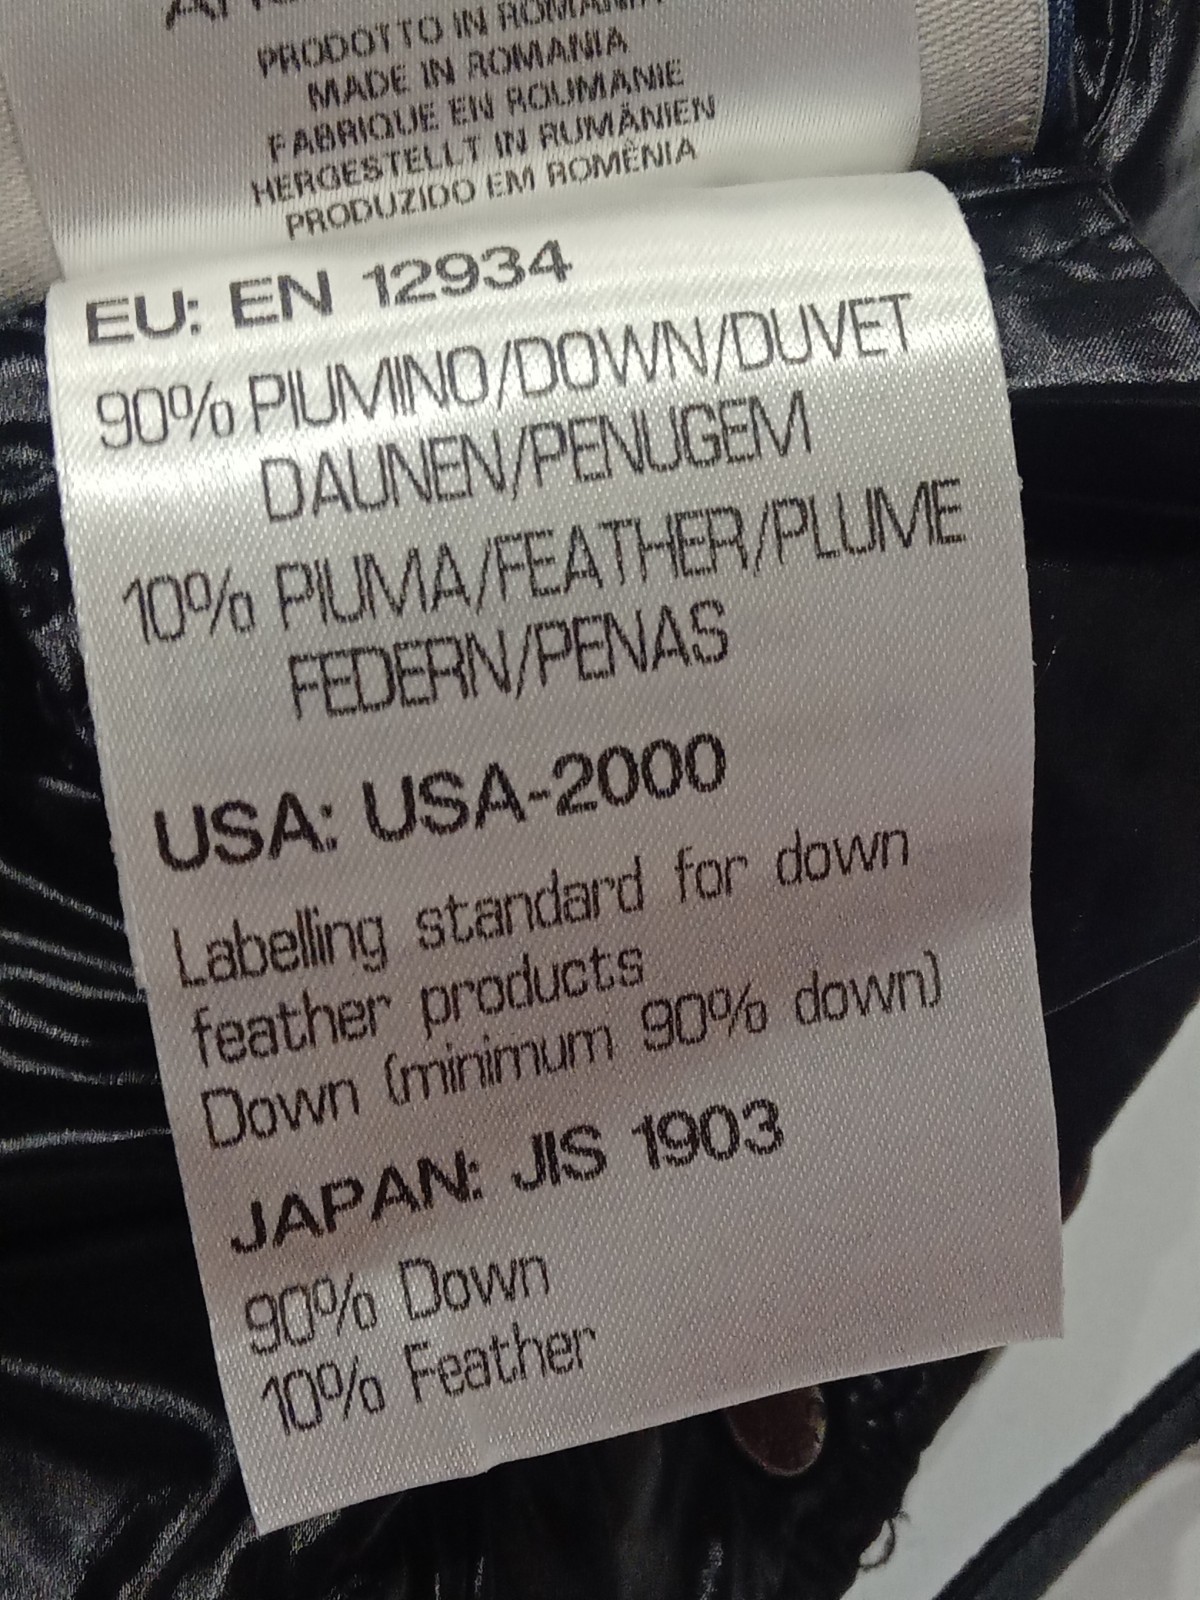 PRODOTTO IN ROMANIA
MADE IN ROMANIA
FABRIQUE EN ROUMANIE
HERGESTELLT IN RUMÄNIEN
PRODUZIDO EM ROMÊNIA
EU: EN 12934
90% PIUMINO/DOWN/DUVET
DAUNEN/PENUGEM
10% PIUMA/FEATHER/PLUME
FEDERN/PENAS
USA: USA-2000
Labelling standard for down
feather products
Down (minimum 90% down)
JAPAN: JIS 1903
90% Down
10% Feather